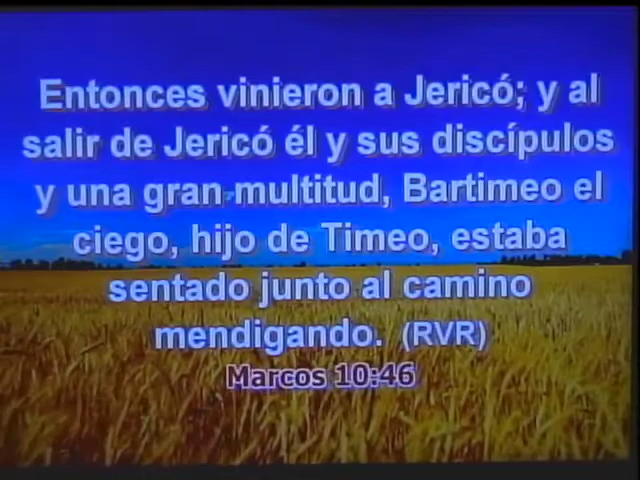 Entonces vinieron a Jericó; y al
salir de Jericó él y sus discípulos
y una gran multitud, Bartimeo el
ciego, hijo de Timeo, estaba
sentado junto al camino
mendigando. (RVR)
Marcos 10:46